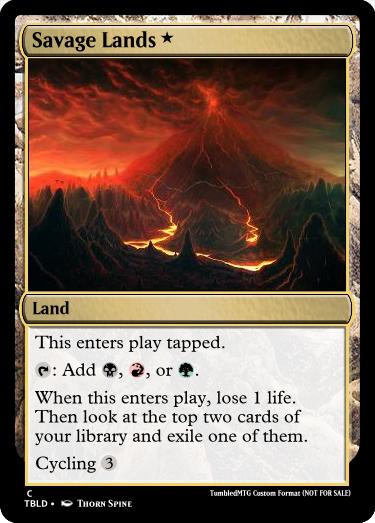 Savage Lands ★
Land
This enters play tapped.
: Add , , or .
When this enters play, lose 1 life.
Then look at the top two cards of
your library and exile one of them.
Cycling 3
C
TBLD • Thorn Spine
TumbledMTG Custom Format (NOT FOR SALE)